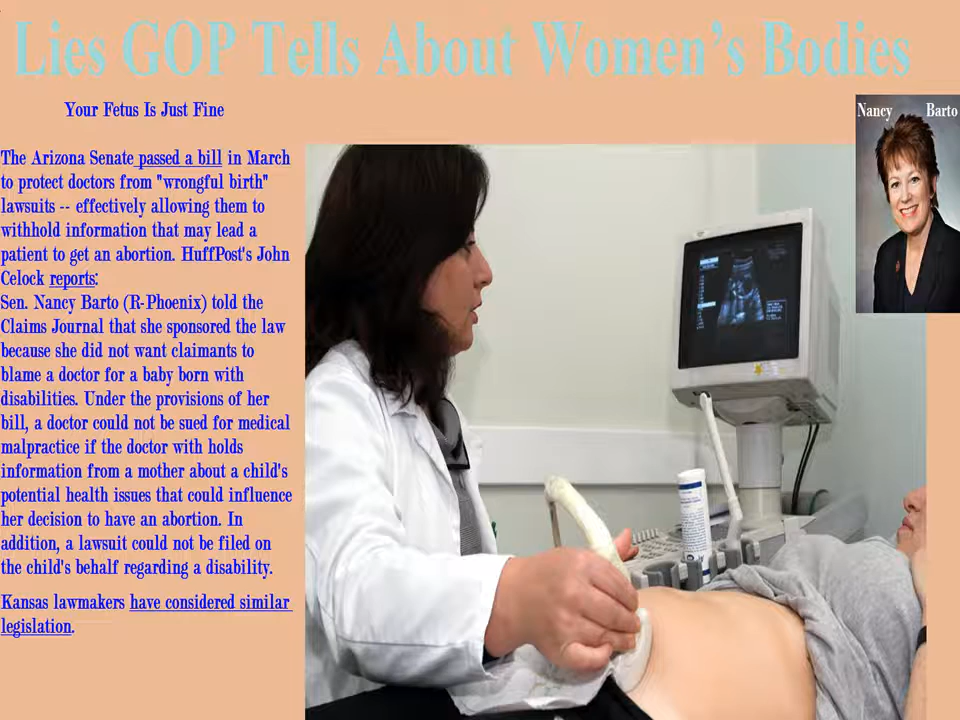 Lies GOP Tells About Women's Bodies
Your Fetus Is Just Fine
Nancy Barto
The Arizona Senate passed a bill in March
to protect doctors from "wrongful birth"
lawsuits -- effectively allowing them to
withhold information that may lead a
patient to get an abortion. HuffPost's John
Celock reports:
Sen. Nancy Barto (R-Phoenix) told the
Claims Journal that she sponsored the law
because she did not want claimants to
blame a doctor for a baby born with
disabilities. Under the provisions of her
bill, a doctor could not be sued for medical
malpractice if the doctor with holds
information from a mother about a child's
potential health issues that could influence
her decision to have an abortion. In
addition, a lawsuit could not be filed on
the child's behalf regarding a disability.
Kansas lawmakers have considered similar
legislation.